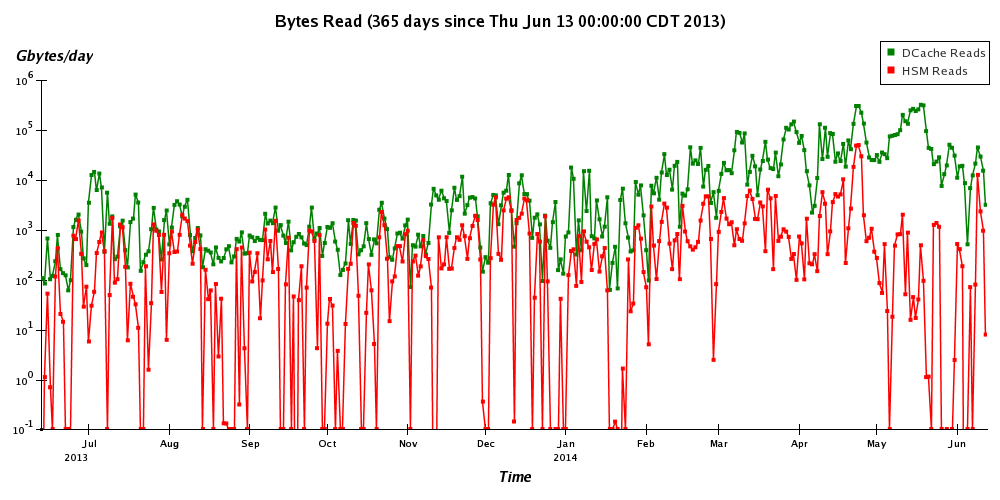 Bytes Read (365 days since Thu Jun 13 00:00:00 CDT 2013)
Gbytes/day
DCache Reads
HSM Reads
10^6
10^5
10^4
10^3
10^2
10^1
10^0
10^-1
Jul Aug Sep Oct Nov Dec Jan Feb Mar Apr May Jun
2013 2014
Time